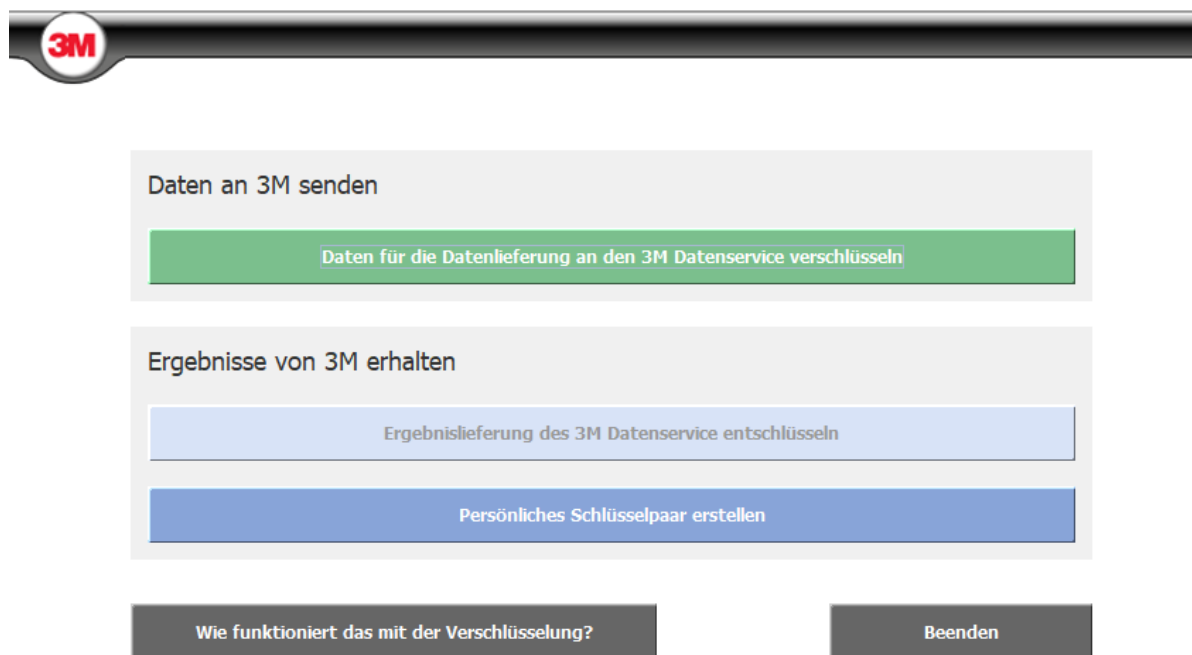 3M
Daten an 3M senden
Daten für die Datenlieferung an den 3M Datenservice verschlüsseln
Ergebnisse von 3M erhalten
Ergebnislieferung des 3M Datenservice entschlüsseln
Persönliches Schlüsselpaar erstellen
Wie funktioniert das mit der Verschlüsselung?
Beenden